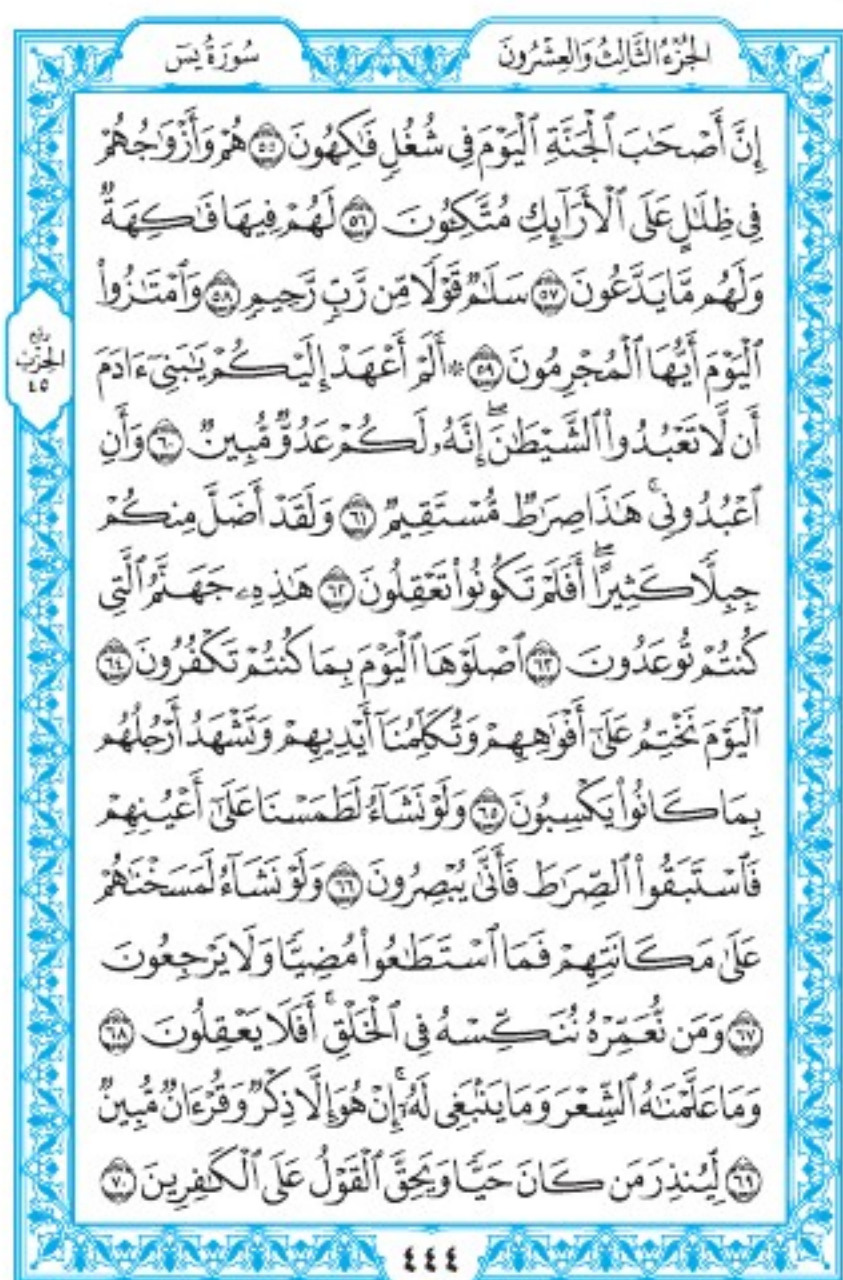 الجُزْءُ الثَّالِثُ وَالعِشْرُونَ
سُورَةُ يسٓ
إِنَّ أَصْحَٰبَ ٱلْجَنَّةِ ٱلْيَوْمَ فِى شُغُلٍ فَٰكِهُونَ ٥٥ هُمْ وَأَزْوَٰجُهُمْ
فِى ظِلَٰلٍ عَلَى ٱلْأَرَآئِكِ مُتَّكِـُٔونَ ٥٦ لَهُمْ فِيهَا فَٰكِهَةٌ
وَلَهُم مَّا يَدَّعُونَ ٥٧ سَلَٰمٌ قَوْلًا مِّن رَّبٍّ رَّحِيمٍ ٥٨ وَٱمْتَٰزُوا۟
ٱلْيَوْمَ أَيُّهَا ٱلْمُجْرِمُونَ ٥٩ * أَلَمْ أَعْهَدْ إِلَيْكُمْ يَٰبَنِىٓ ءَادَمَ
أَن لَّا تَعْبُدُوا۟ ٱلشَّيْطَٰنَ ۖ إِنَّهُۥ لَكُمْ عَدُوٌّ مُّبِينٌ ٦٠ وَأَنِ
ٱعْبُدُونِى ۚ هَٰذَا صِرَٰطٌ مُّسْتَقِيمٌ ٦١ وَلَقَدْ أَضَلَّ مِنكُمْ
جِبِلًّا كَثِيرًا ۖ أَفَلَمْ تَكُونُوا۟ تَعْقِلُونَ ٦٢ هَٰذِهِۦ جَهَنَّمُ ٱلَّتِى
كُنتُمْ تُوعَدُونَ ٦٣ ٱصْلَوْهَا ٱلْيَوْمَ بِمَا كُنتُمْ تَكْفُرُونَ ٦٤
ٱلْيَوْمَ نَخْتِمُ عَلَىٰٓ أَفْوَٰهِهِمْ وَتُكَلِّمُنَآ أَيْدِيهِمْ وَتَشْهَدُ أَرْجُلُهُم
بِمَا كَانُوا۟ يَكْسِبُونَ ٦٥ وَلَوْ نَشَآءُ لَطَمَسْنَا عَلَىٰٓ أَعْيُنِهِمْ
فَٱسْتَبَقُوا۟ ٱلصِّرَٰطَ فَأَنَّىٰ يُبْصِرُونَ ٦٦ وَلَوْ نَشَآءُ لَمَسَخْنَٰهُمْ
عَلَىٰ مَكَانَتِهِمْ فَمَا ٱسْتَطَٰعُوا۟ مُضِيًّا وَلَا يَرْجِعُونَ
٦٧ وَمَن نُّعَمِّرْهُ نُنَكِّسْهُ فِى ٱلْخَلْقِ ۖ أَفَلَا يَعْقِلُونَ ٦٨
وَمَا عَلَّمْنَٰهُ ٱلشِّعْرَ وَمَا يَنۢبَغِى لَهُۥٓ ۚ إِنْ هُوَ إِلَّا ذِكْرٌ وَقُرْءَانٌ مُّبِينٌ
٦٩ لِّيُنذِرَ مَن كَانَ حَيًّا وَيَحِقَّ ٱلْقَوْلُ عَلَى ٱلْكَٰفِرِينَ ٧٠
ربع
الحزب
٤٥
٤٤٤